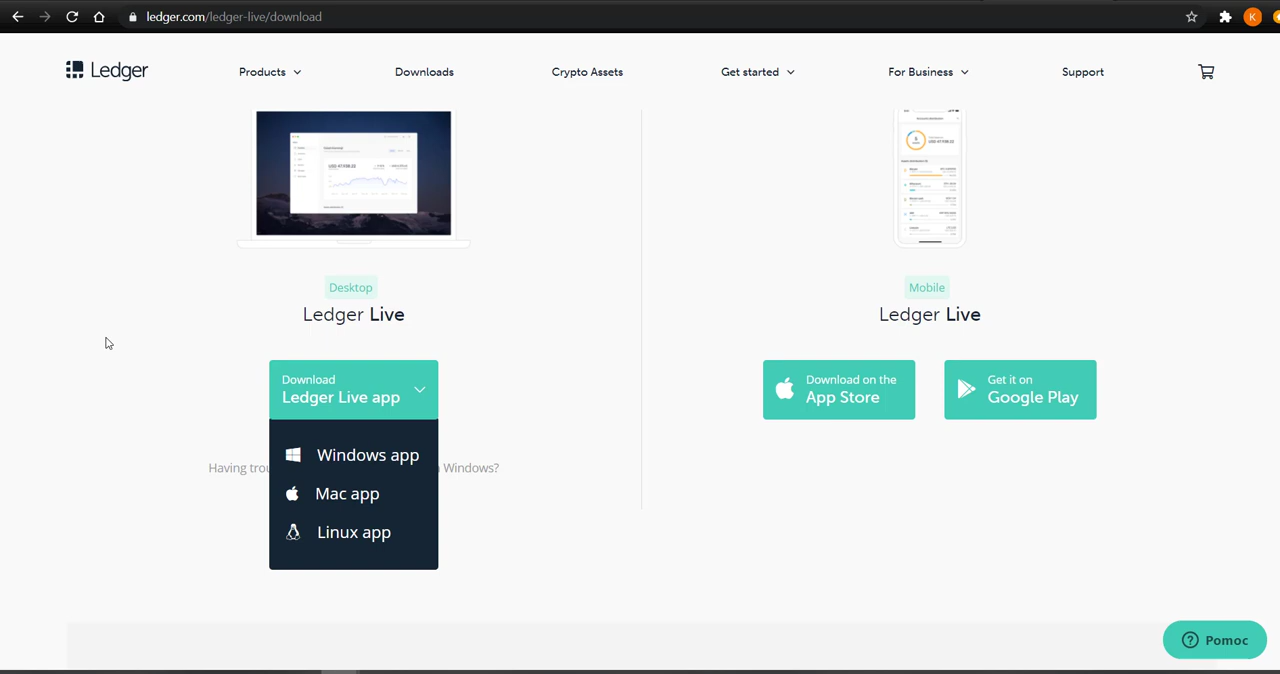 ledger.com/ledger-live/download
K
Ledger
Products
Downloads
Crypto Assets
Get started
For Business
Support
Desktop
Ledger Live
Download
Ledger Live app
Windows app
Mac app
Linux app
Having Windows?
Mobile
Ledger Live
Download on the
App Store
Get it on
Google Play
Pomoc